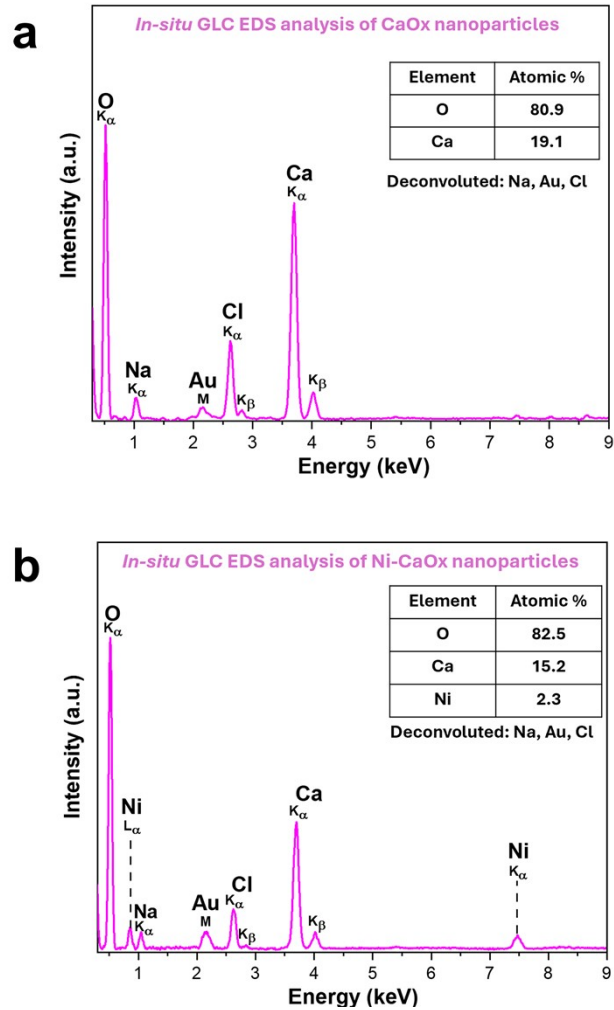 a
In-situ GLC EDS analysis of CaOx nanoparticles
Element Atomic %
O 80.9
Ca 19.1
Deconvoluted: Na, Au, Cl
O
Kα
Na
Kα
Au
M
Cl
Kα
Kβ
Ca
Kα
Kβ
Intensity (a.u.)
1 2 3 4 5 6 7 8 9
Energy (keV)
b
In-situ GLC EDS analysis of Ni-CaOx nanoparticles
Element Atomic %
O 82.5
Ca 15.2
Ni 2.3
Deconvoluted: Na, Au, Cl
O
Kα
Ni
Lα
Na
Kα
Au
M
Cl
Kα
Kβ
Ca
Kα
Kβ
Ni
Kα
Intensity (a.u.)
1 2 3 4 5 6 7 8 9
Energy (keV)